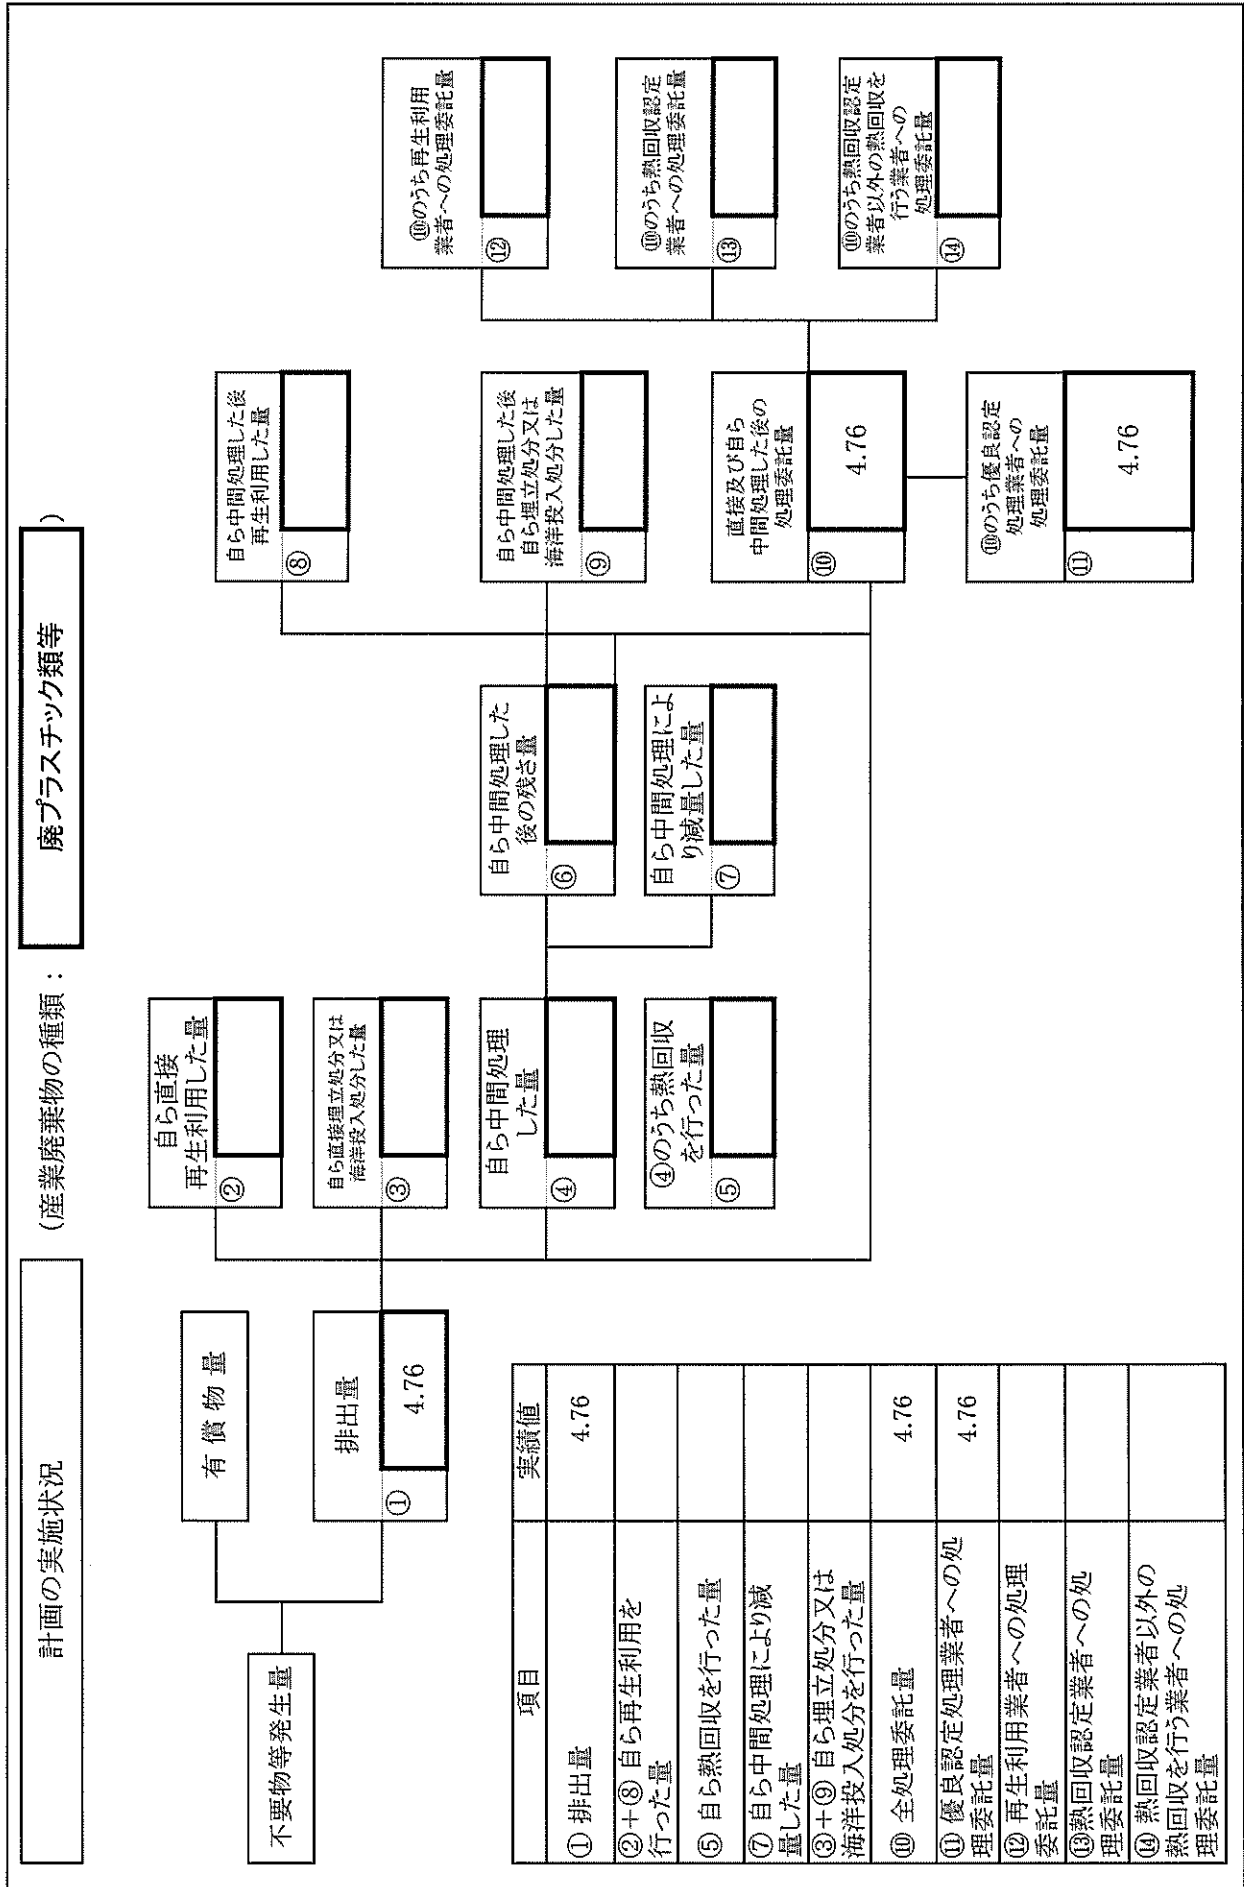 計画の実施状況
(産業廃棄物の種類：
廃プラスチック類等
)
不要物等発生量
有償物量
排出量
①
4.76
自ら直接
再生利用した量
②
自ら直接埋立処分又は
海洋投入処分した量
③
自ら中間処理
した量
④
④のうち熱回収
を行った量
⑤
自ら中間処理した
後の残さ量
⑥
自ら中間処理によ
り減量した量
⑦
自ら中間処理した後
再生利用した量
⑧
自ら中間処理した後
自ら埋立処分又は
海洋投入処分した量
⑨
直接及び自ら
中間処理した後の
処理委託量
⑩
4.76
⑩のうち優良認定
処理業者への
処理委託量
⑪
4.76
⑩のうち再生利用
業者への処理委託量
⑫
⑩のうち熱回収認定
業者への処理委託量
⑬
⑩のうち熱回収認定
業者以外の熱回収を
行う業者への
処理委託量
⑭
項目 実績値
①排出量 4.76
②+⑧ 自ら再生利用を
行った量
⑤ 自ら熱回収を行った量
⑦ 自ら中間処理により減
量した量
③+⑨ 自ら埋立処分又は
海洋投入処分を行った量
⑩ 全処理委託量 4.76
⑪ 優良認定処理業者への処
理委託量 4.76
⑫ 再生利用業者への処理
委託量
⑬熱回収認定業者への処
理委託量
⑭ 熱回収認定業者以外の
熱回収を行う業者への処
理委託量